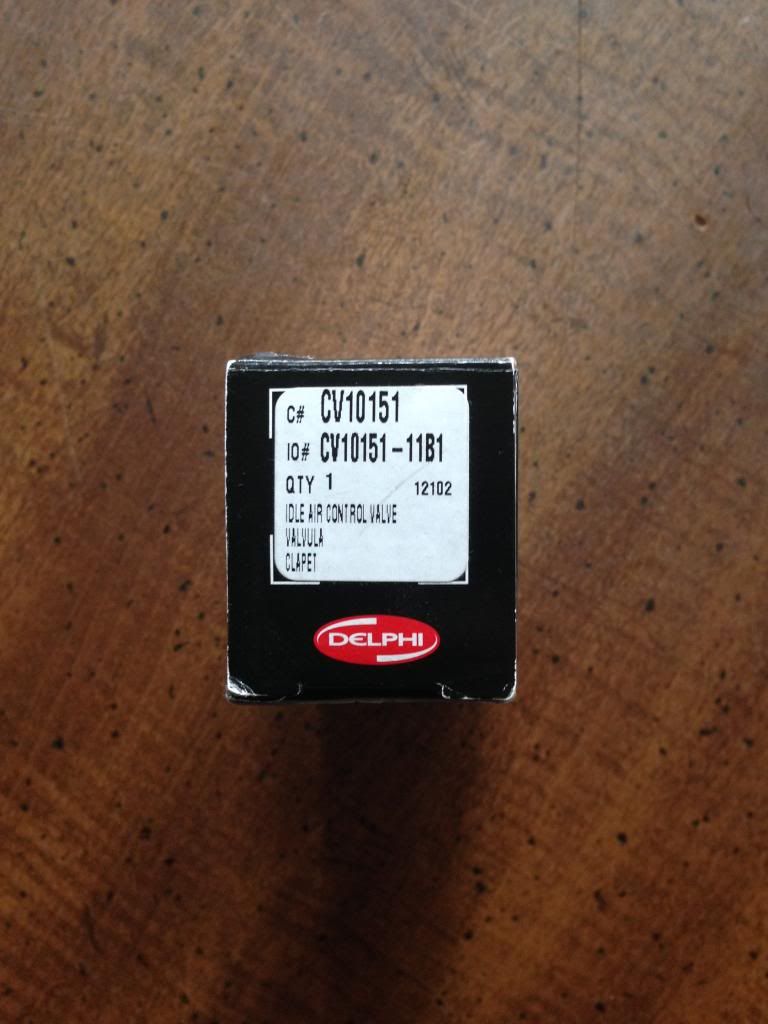 C# CV10151
IO# CV10151-11B1
QTY 1 12102
IDLE AIR CONTROL VALVE
VALVULA
CLAPET
DELPHI